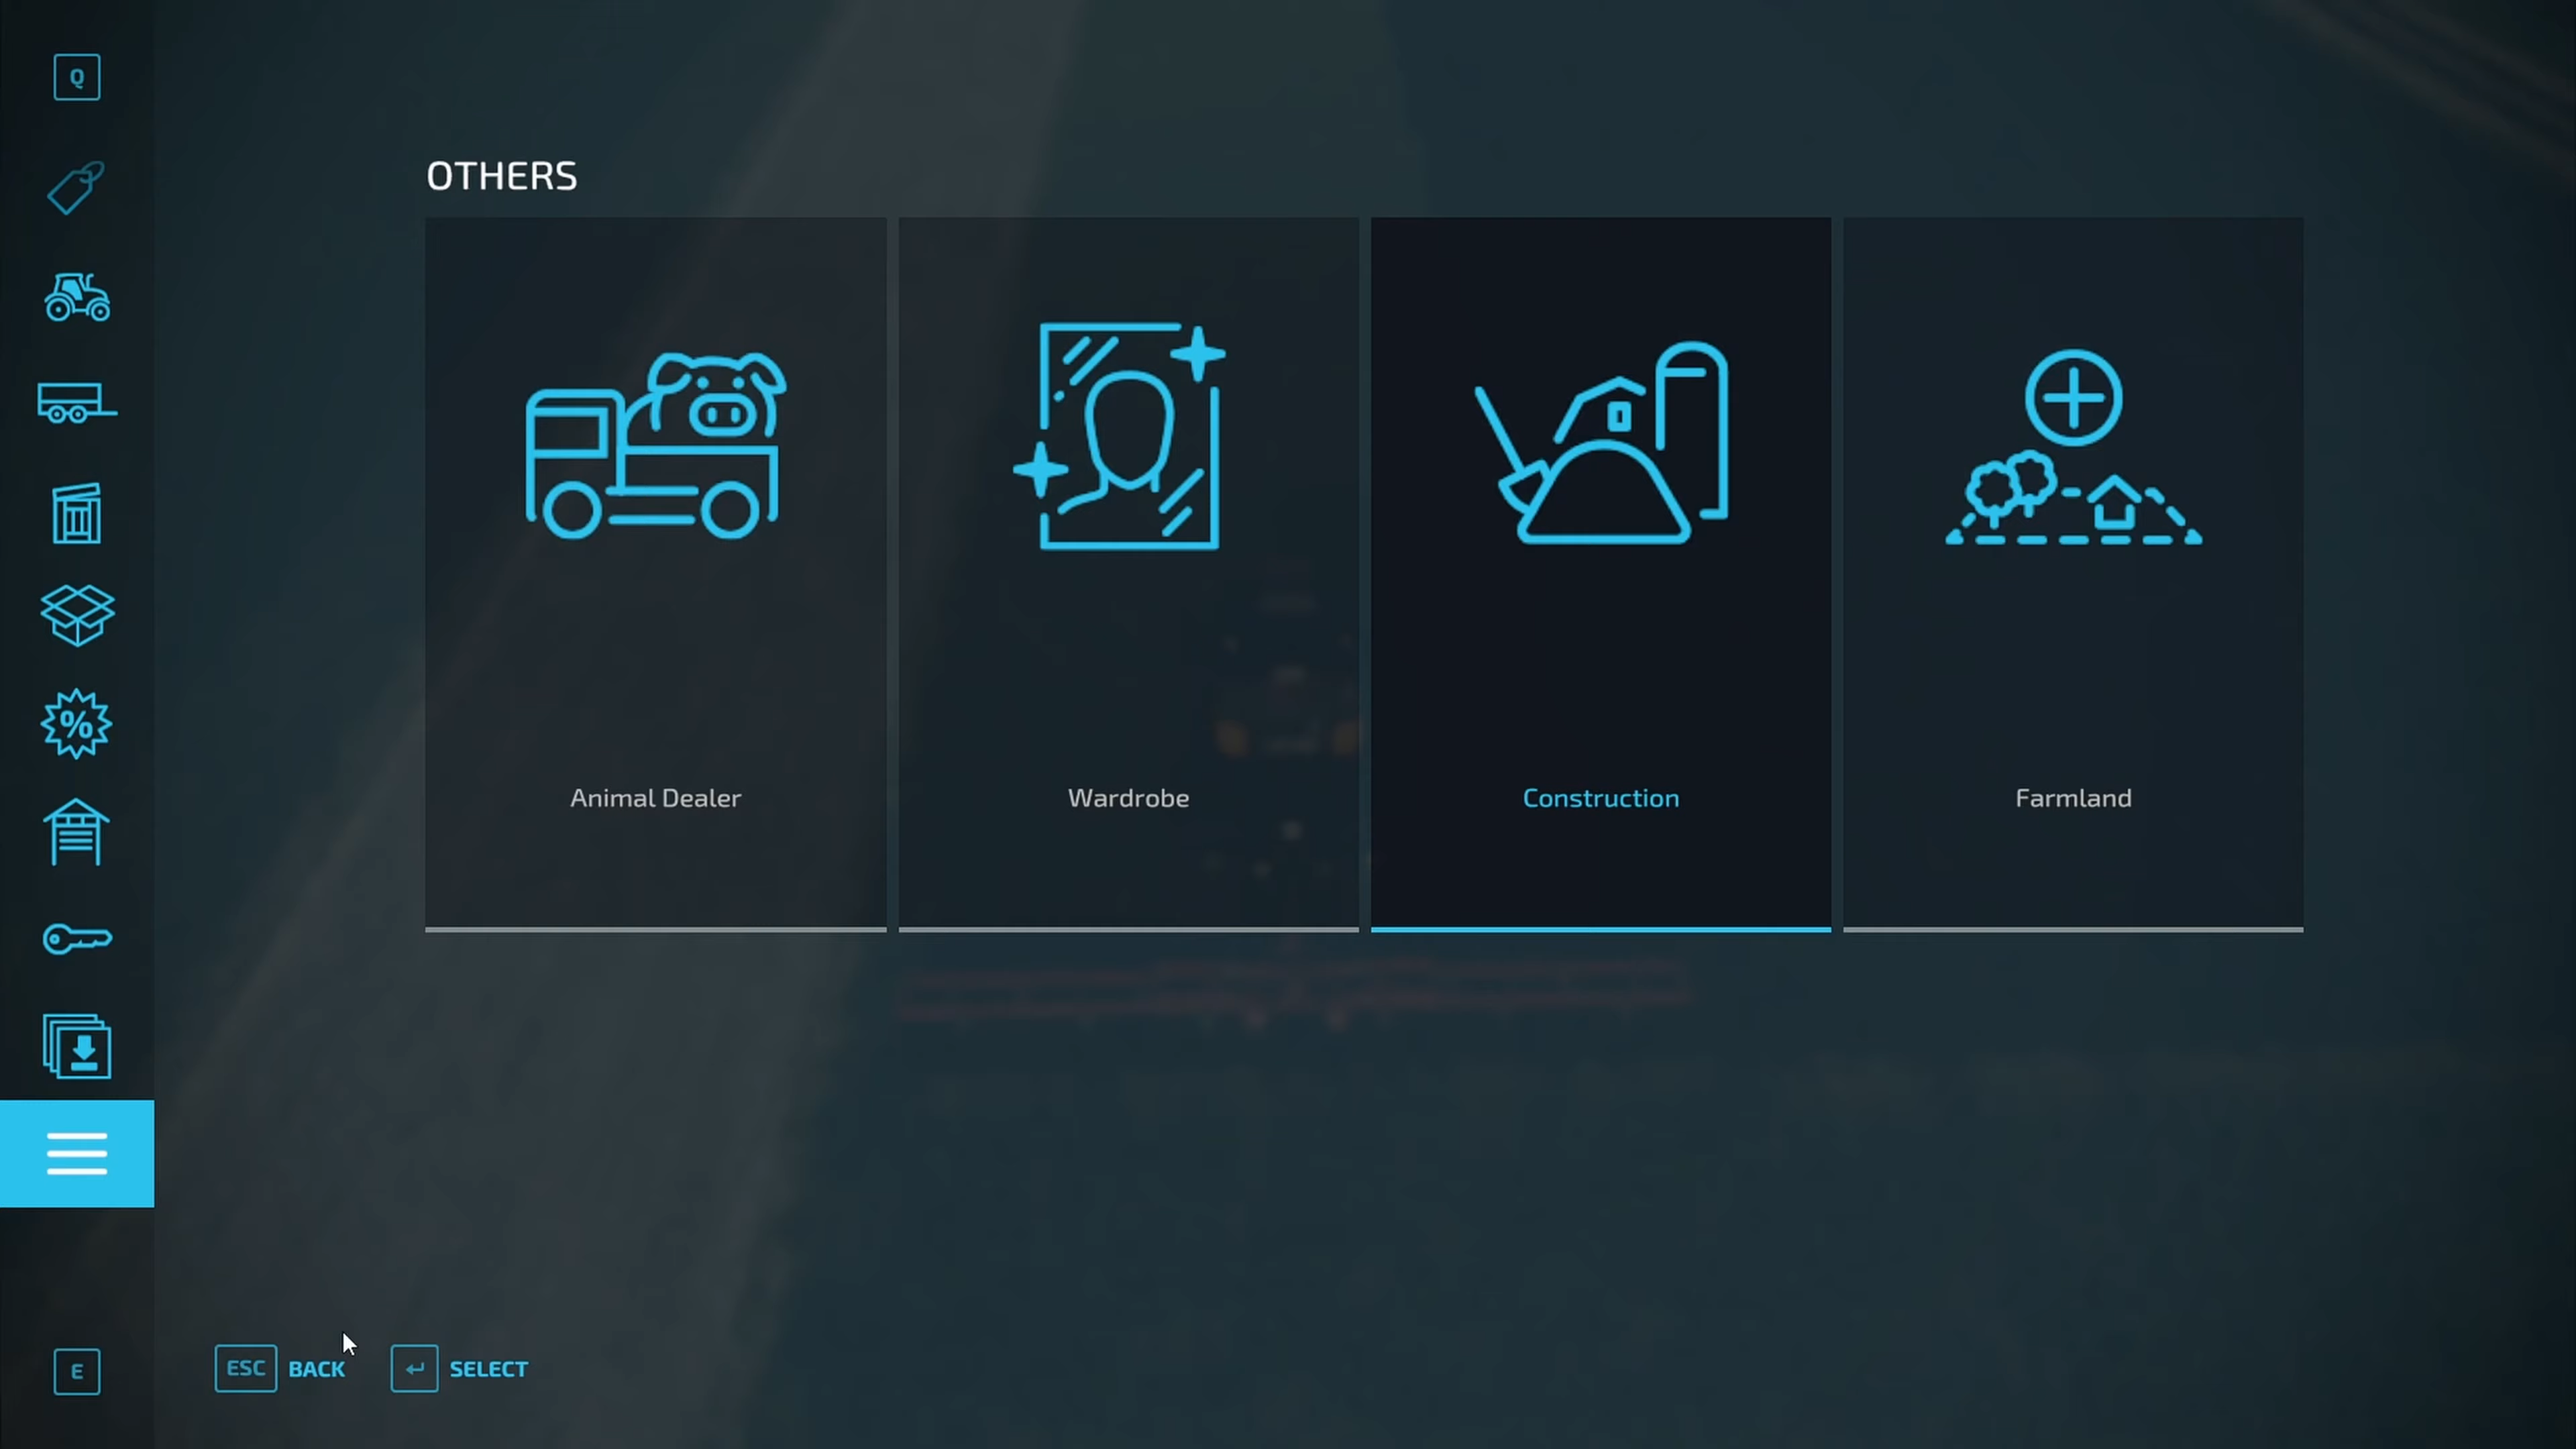 Q
OTHERS
%
Animal Dealer
Wardrobe
Construction
Farmland
E
ESC BACK
SELECT